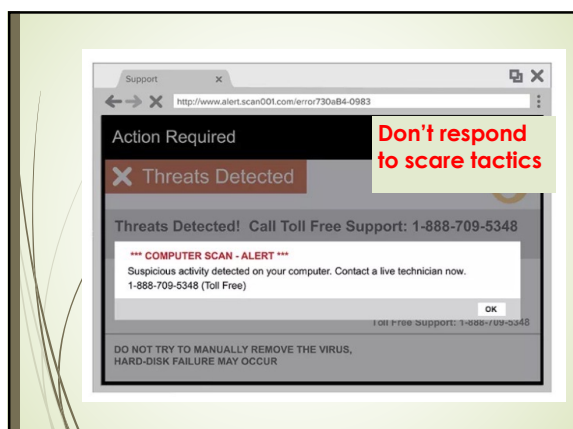 Support
http://www.alert.scan001.com/error730aB4-0983
Action Required
Don't respond
to scare tactics
Threats Detected
Threats Detected! Call Toll Free Support: 1-888-709-5348
*** COMPUTER SCAN - ALERT ***
Suspicious activity detected on your computer. Contact a live technician now.
1-888-709-5348 (Toll Free)
OK
Toll Free Support: 1-888-709-5348
DO NOT TRY TO MANUALLY REMOVE THE VIRUS,
HARD-DISK FAILURE MAY OCCUR